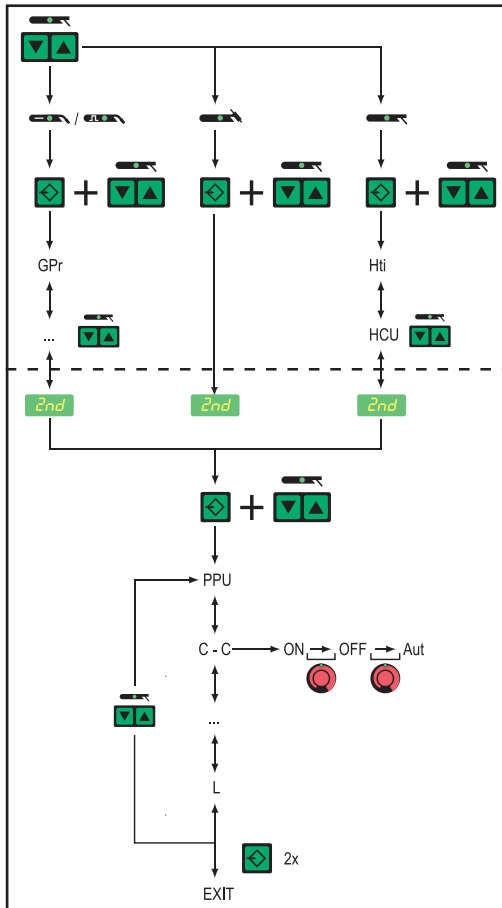 /
+ + +
GPr Hti
... HCU
2nd 2nd 2nd
+
PPU
C - C ON OFF Aut
...
L
2x
EXIT